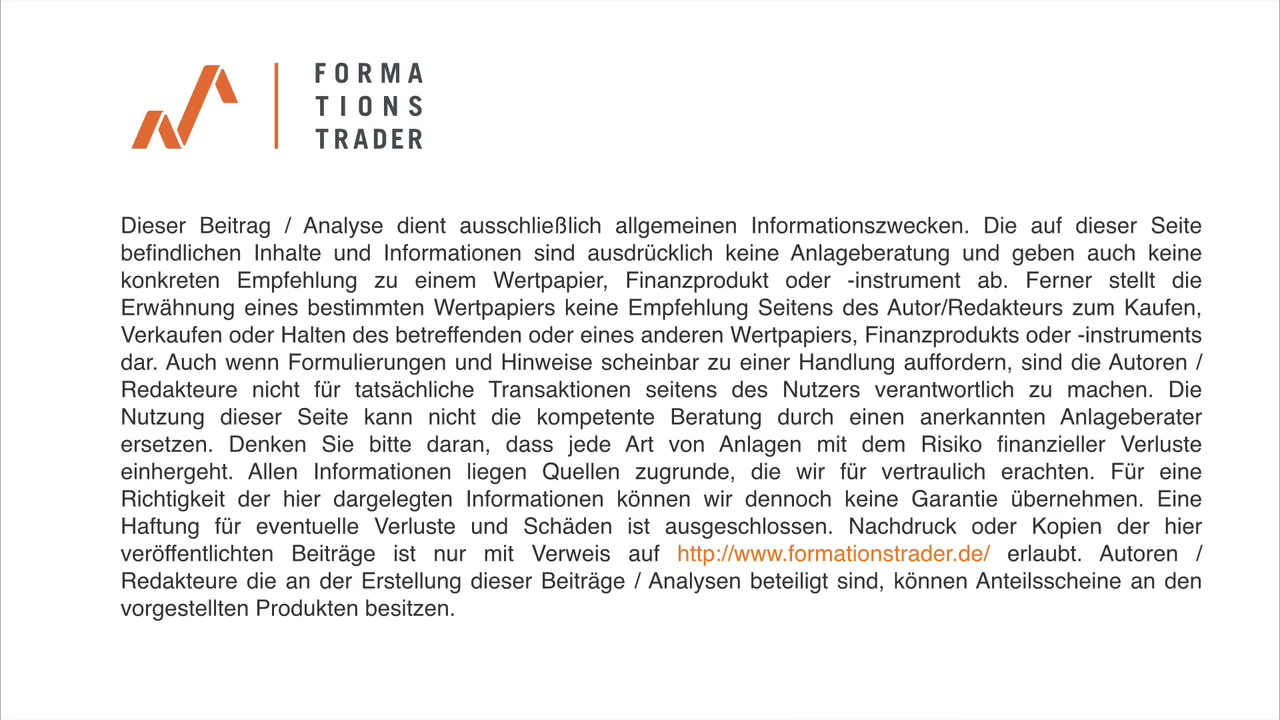 FORMA
TIONS
TRADER
Dieser Beitrag / Analyse dient ausschließlich allgemeinen Informationszwecken. Die auf dieser Seite
befindlichen Inhalte und Informationen sind ausdrücklich keine Anlageberatung und geben auch keine
konkreten Empfehlung zu einem Wertpapier, Finanzprodukt oder -instrument ab. Ferner stellt die
Erwähnung eines bestimmten Wertpapiers keine Empfehlung Seitens des Autor/Redakteurs zum Kaufen,
Verkaufen oder Halten des betreffenden oder eines anderen Wertpapiers, Finanzprodukts oder -instruments
dar. Auch wenn Formulierungen und Hinweise scheinbar zu einer Handlung auffordern, sind die Autoren /
Redakteure nicht für tatsächliche Transaktionen seitens des Nutzers verantwortlich zu machen. Die
Nutzung dieser Seite kann nicht die kompetente Beratung durch einen anerkannten Anlageberater
ersetzen. Denken Sie bitte daran, dass jede Art von Anlagen mit dem Risiko finanzieller Verluste
einhergeht. Allen Informationen liegen Quellen zugrunde, die wir für vertraulich erachten. Für eine
Richtigkeit der hier dargelegten Informationen können wir dennoch keine Garantie übernehmen. Eine
Haftung für eventuelle Verluste und Schäden ist ausgeschlossen. Nachdruck oder Kopien der hier
veröffentlichten Beiträge ist nur mit Verweis auf http://www.formationstrader.de/ erlaubt. Autoren /
Redakteure die an der Erstellung dieser Beiträge / Analysen beteiligt sind, können Anteilsscheine an den
vorgestellten Produkten besitzen.